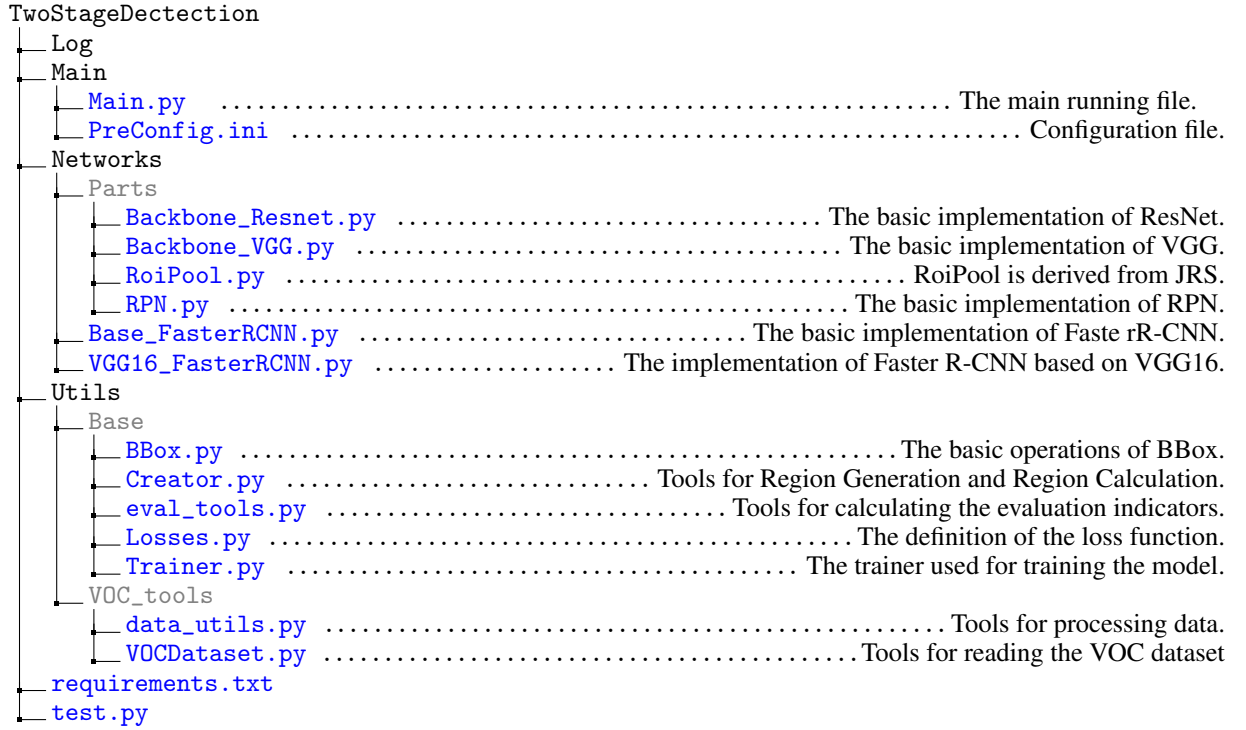 TwoStageDectection
Log
Main
Main.py ........ The main running file.
PreConfig.ini ........ Configuration file.
Networks
Parts
Backbone_Resnet.py ........ The basic implementation of ResNet.
Backbone_VGG.py ........ The basic implementation of VGG.
RoiPool.py ........ RoiPool is derived from JRS.
RPN.py ........ The basic implementation of RPN.
Base_FasterRCNN.py ........ The basic implementation of Faste rR-CNN.
VGG16_FasterRCNN.py ........ The implementation of Faster R-CNN based on VGG16.
Utils
Base
BBox.py ........ The basic operations of BBox.
Creator.py ........ Tools for Region Generation and Region Calculation.
eval_tools.py ........ Tools for calculating the evaluation indicators.
Losses.py ........ The definition of the loss function.
Trainer.py ........ The trainer used for training the model.
VOC_tools
data_utils.py ........ Tools for processing data.
VOCDataset.py ........ Tools for reading the VOC dataset
requirements.txt
test.py